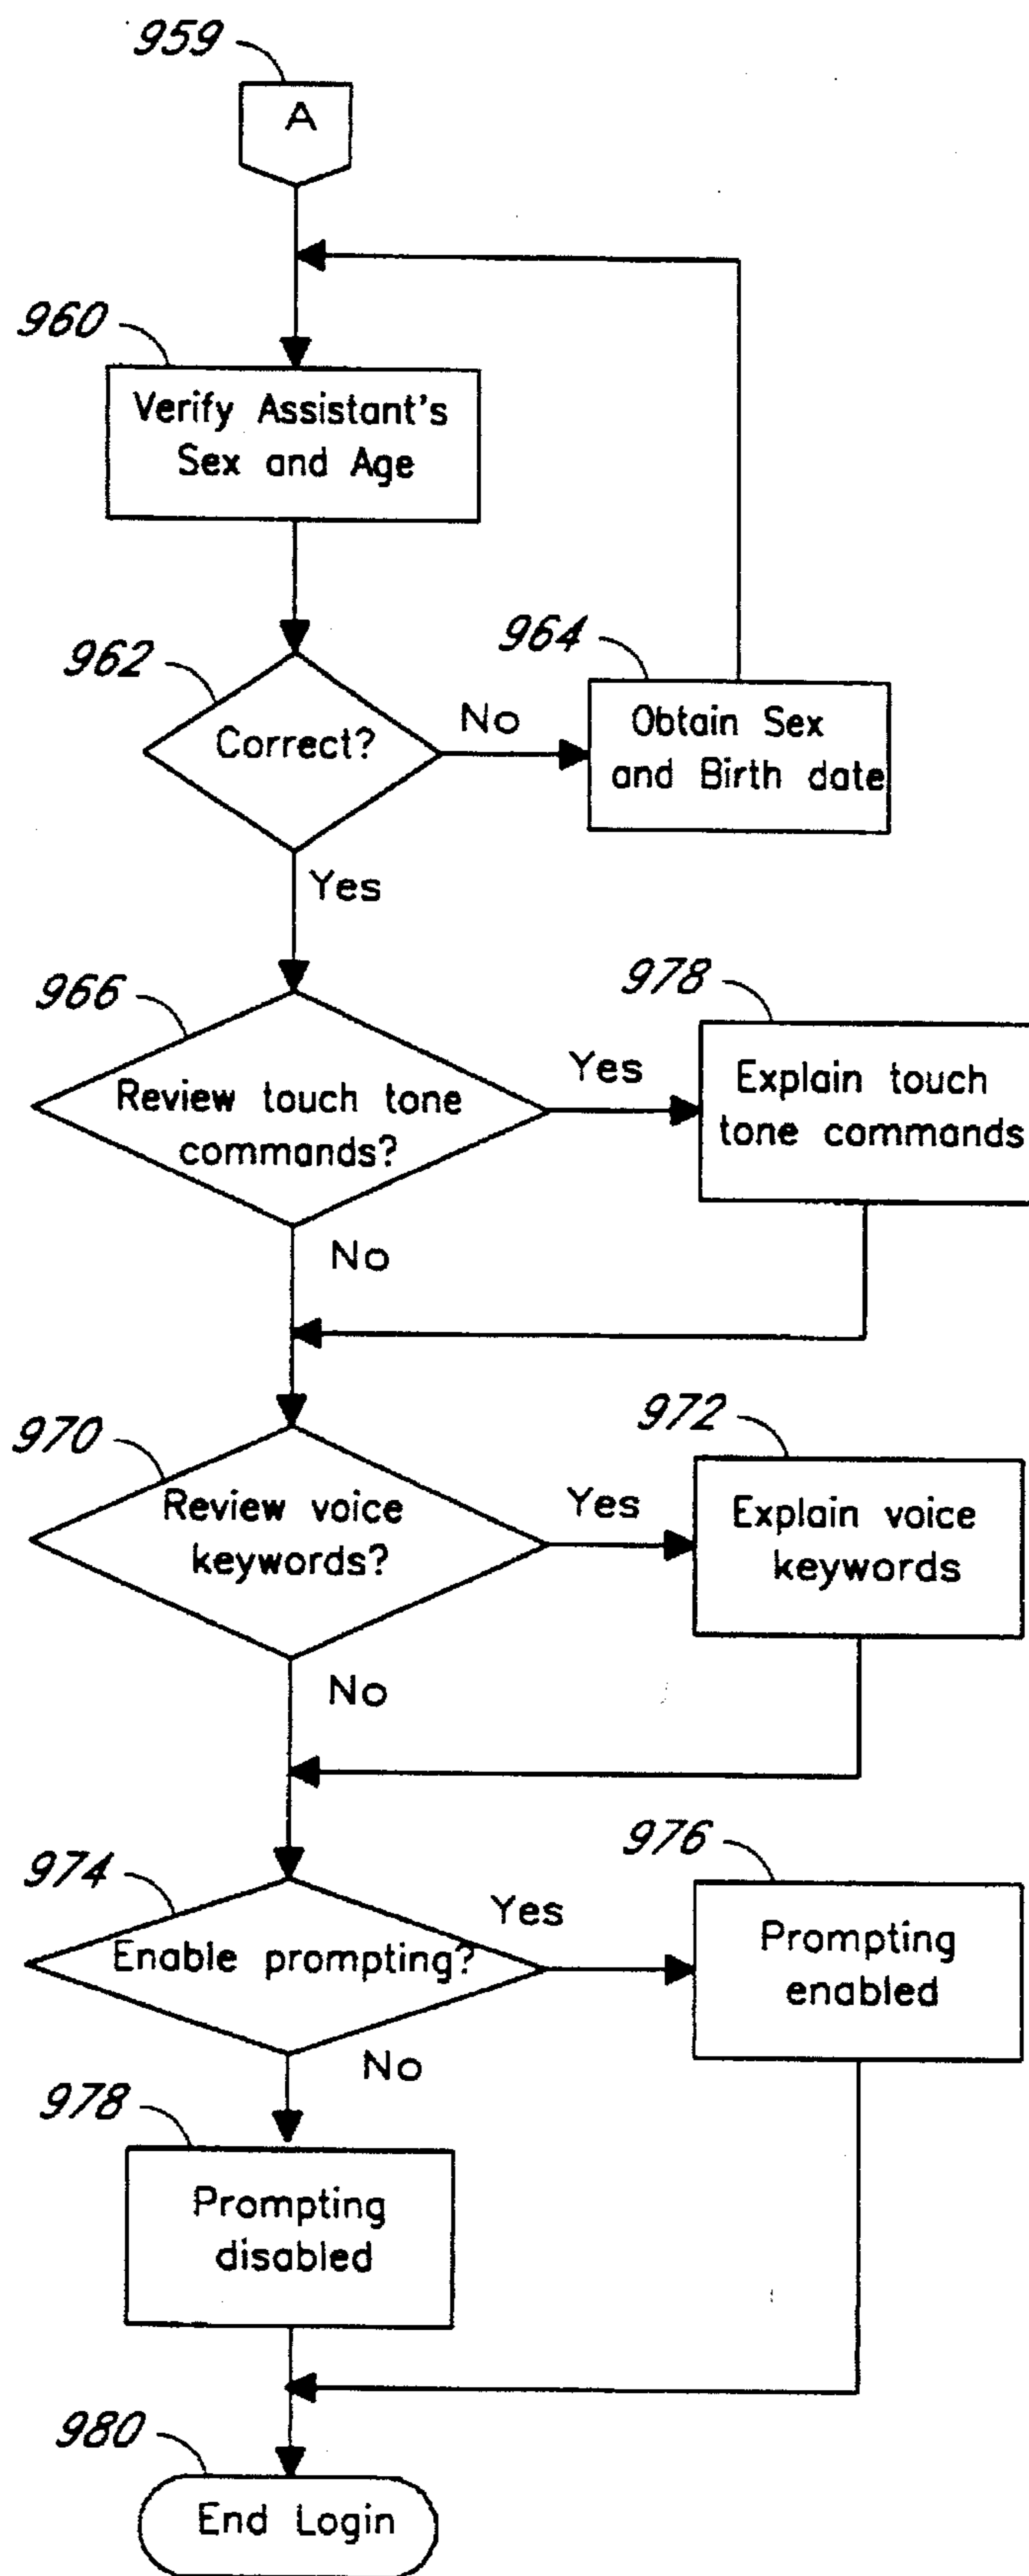 959
A
960
Verify Assistant's
Sex and Age
962
Correct?
No
964
Obtain Sex
and Birth date
Yes
966
Review touch tone
commands?
Yes
978
Explain touch
tone commands
No
970
Review voice
keywords?
Yes
972
Explain voice
keywords
No
974
Enable prompting?
Yes
976
Prompting
enabled
No
978
Prompting
disabled
980
End Login